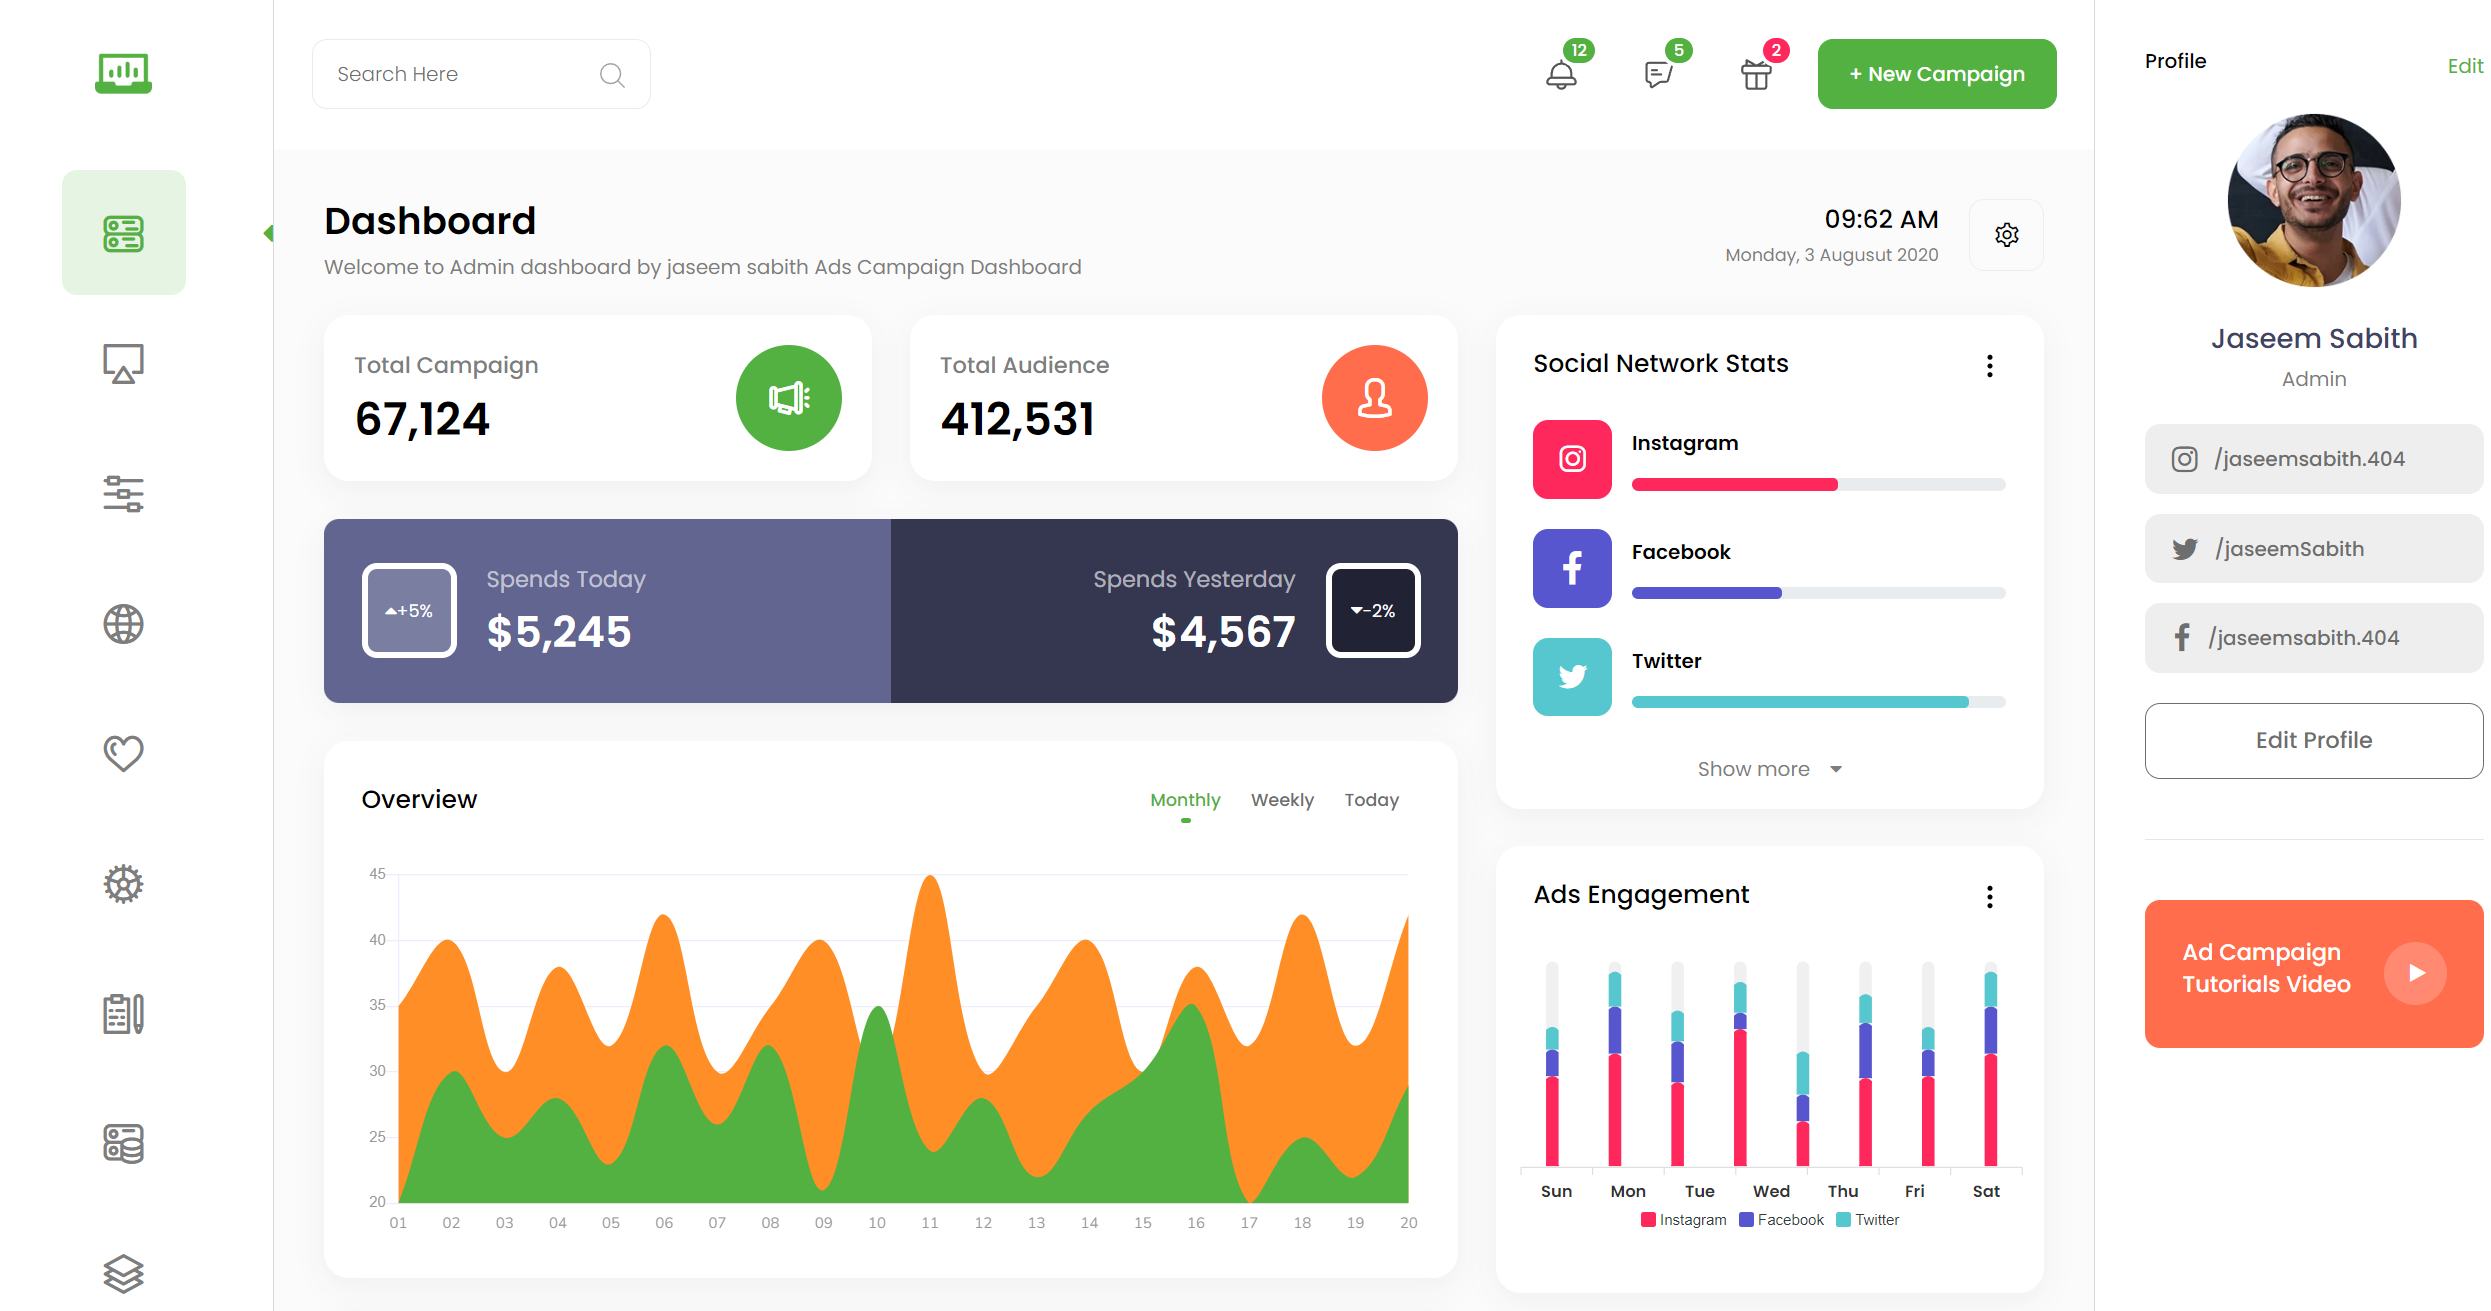 Search Here
12
5
2
+ New Campaign
Profile
Edit
Dashboard
Welcome to Admin dashboard by jaseem sabith Ads Campaign Dashboard
09:62 AM
Monday, 3 Augusut 2020
Total Campaign
67,124
Total Audience
412,531
+5%
Spends Today
$5,245
Spends Yesterday
$4,567
-2%
Overview
Monthly Weekly Today
45
40
35
30
25
20
01 02 03 04 05 06 07 08 09 10 11 12 13 14 15 16 17 18 19 20
Social Network Stats
Instagram
Facebook
Twitter
Show more
Ads Engagement
Sun Mon Tue Wed Thu Fri Sat
Instagram Facebook Twitter
Jaseem Sabith
Admin
/jaseemsabith.404
/jaseemSabith
/jaseemsabith.404
Edit Profile
Ad Campaign
Tutorials Video